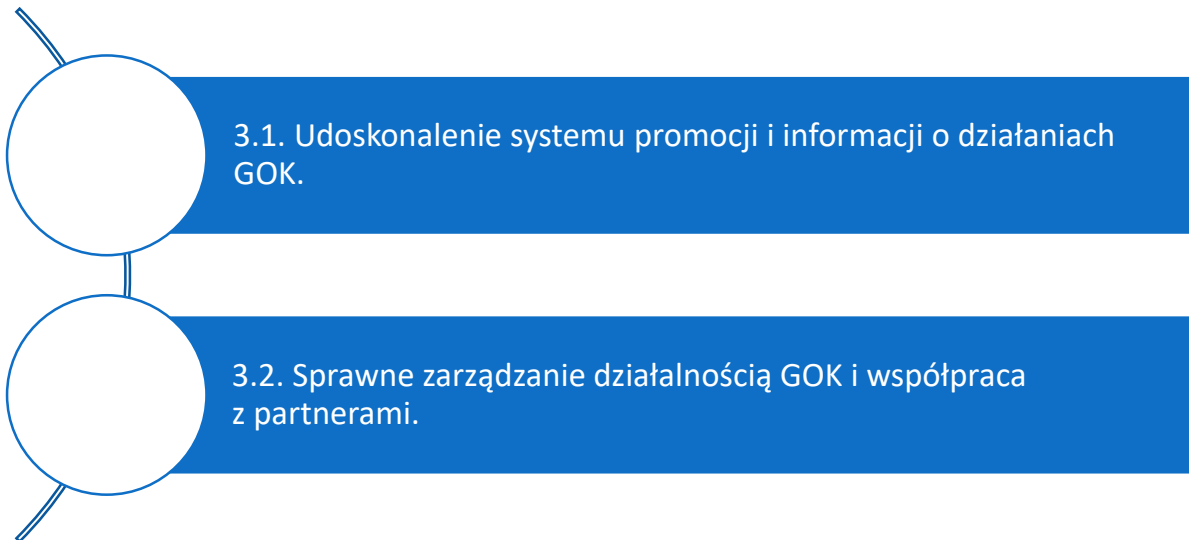 3.1. Udoskonalenie systemu promocji i informacji o działaniach
GOK.
3.2. Sprawne zarządzanie działalnością GOK i współpraca
z partnerami.